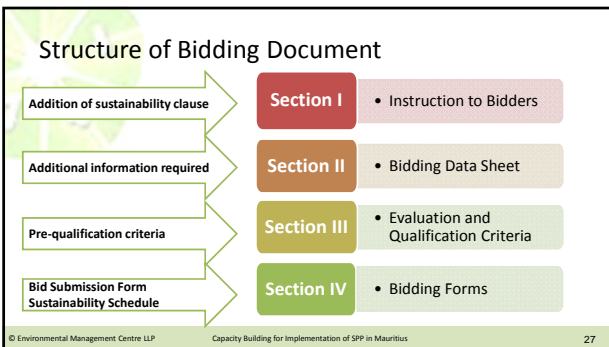 Structure of Bidding Document
Addition of sustainability clause
Section I
• Instruction to Bidders
Additional information required
Section II
• Bidding Data Sheet
Pre-qualification criteria
Section III
• Evaluation and
Qualification Criteria
Bid Submission Form
Sustainability Schedule
Section IV
• Bidding Forms
© Environmental Management Centre LLP
Capacity Building for Implementation of SPP in Mauritius
27